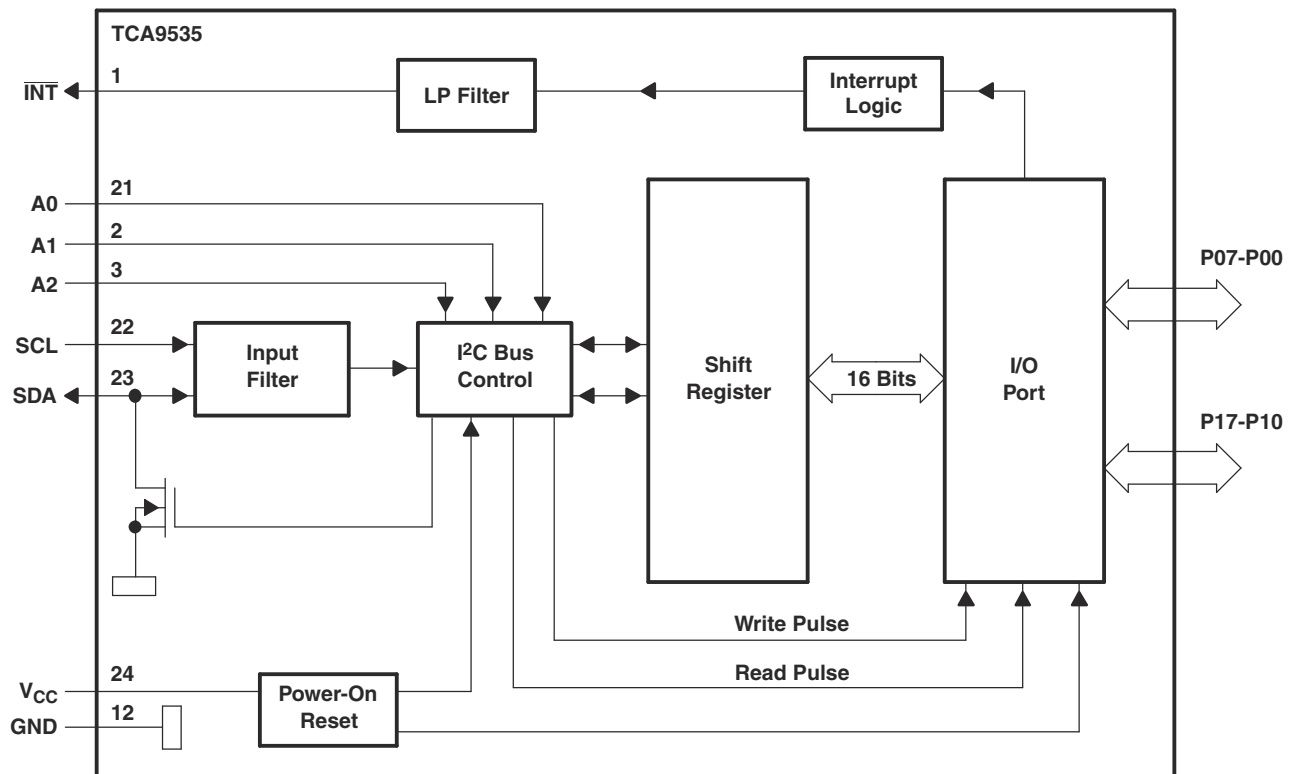 TCA9535
INT
1
LP Filter
Interrupt
Logic
A0
21
A1
2
A2
3
SCL
22
SDA
23
Input
Filter
I²C Bus
Control
Shift
Register
16 Bits
I/O
Port
P07-P00
P17-P10
Write Pulse
Read Pulse
VCC
24
GND
12
Power-On
Reset